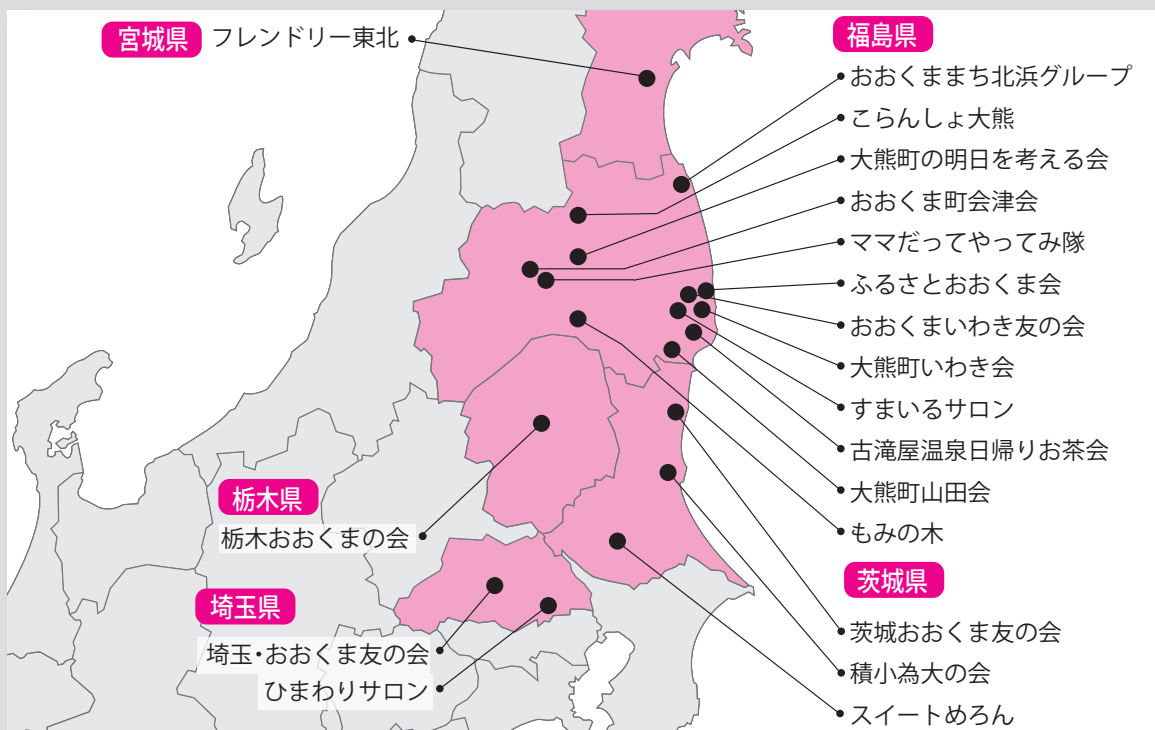 宮城県
フレンドリー東北
福島県
おおくままち北浜グループ
こらんしょ大熊
大熊町の明日を考える会
おおくま町会津会
ママだってやってみ隊
ふるさとおおくま会
おおくまいわき友の会
大熊町いわき会
すまいるサロン
古滝屋温泉日帰りお茶会
大熊町山田会
もみの木
栃木県
栃木おおくまの会
埼玉県
埼玉・おおくま友の会
ひまわりサロン
茨城県
茨城おおくま友の会
積小為大の会
スイートめろん